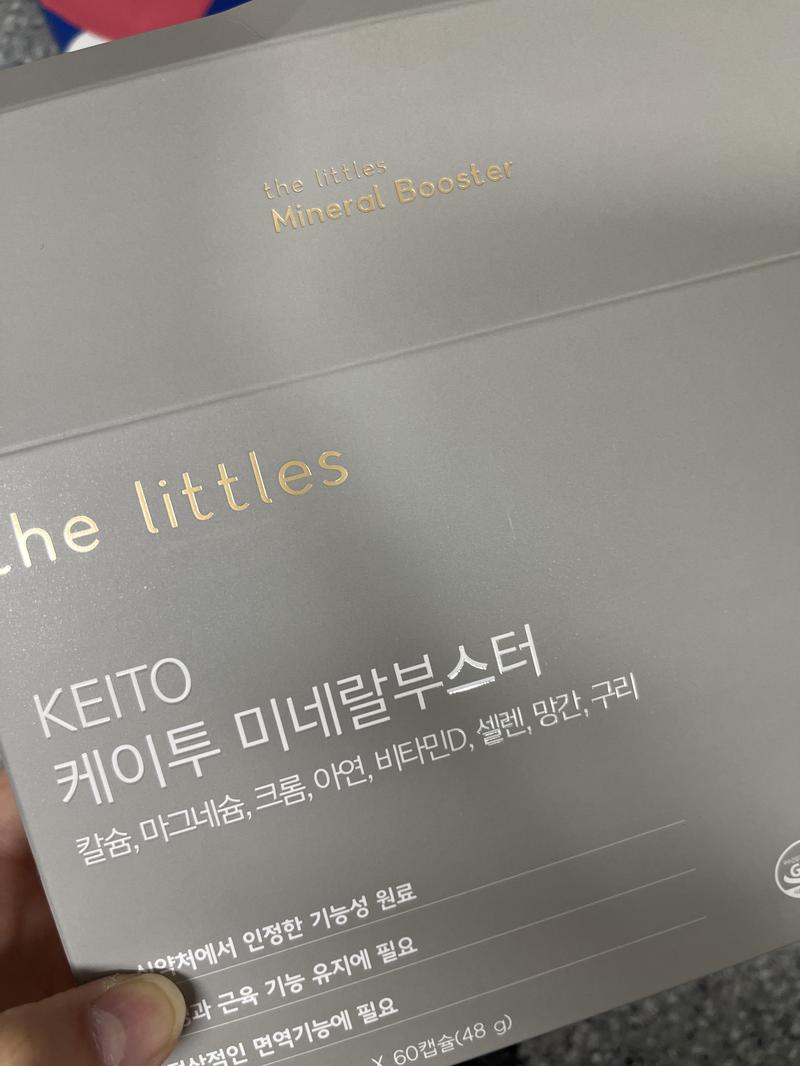 the littles
Mineral Booster
the littles
KEITO
케이투 미네랄부스터
칼슘, 마그네슘, 크롬, 아연, 비타민D, 셀렌, 망간, 구리
인정한 기능성 원료
근육 기능 유지에 필요
면역기능에 필요
X 60캡슐(48 g)